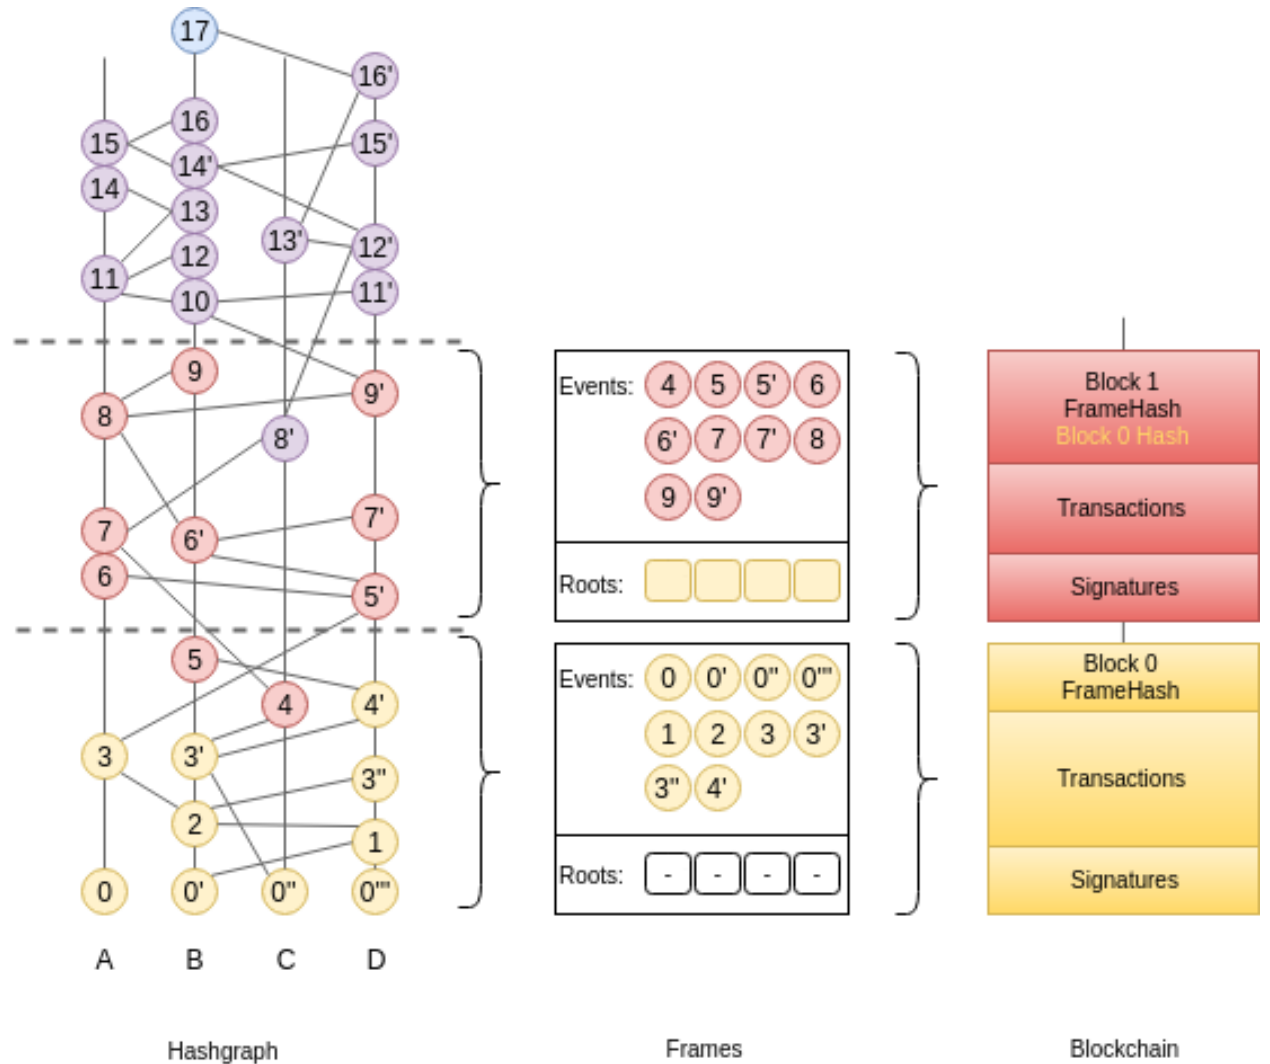 17
16'
16
15
15'
14'
14
13
13'
12'
12
11
11'
10
9
9'
8
8'
7'
7
6'
6
5'
5
4
4'
3
3'
3"
2
1
0
0'
0"
0"'
A B C D
Hashgraph
Events: 4 5 5' 6
6' 7 7' 8
9 9'
Roots:
Events: 0 0' 0" 0"'
1 2 3 3'
3" 4'
Roots: - - - -
Frames
Block 1
FrameHash
Block 0 Hash
Transactions
Signatures
Block 0
FrameHash
Transactions
Signatures
Blockchain